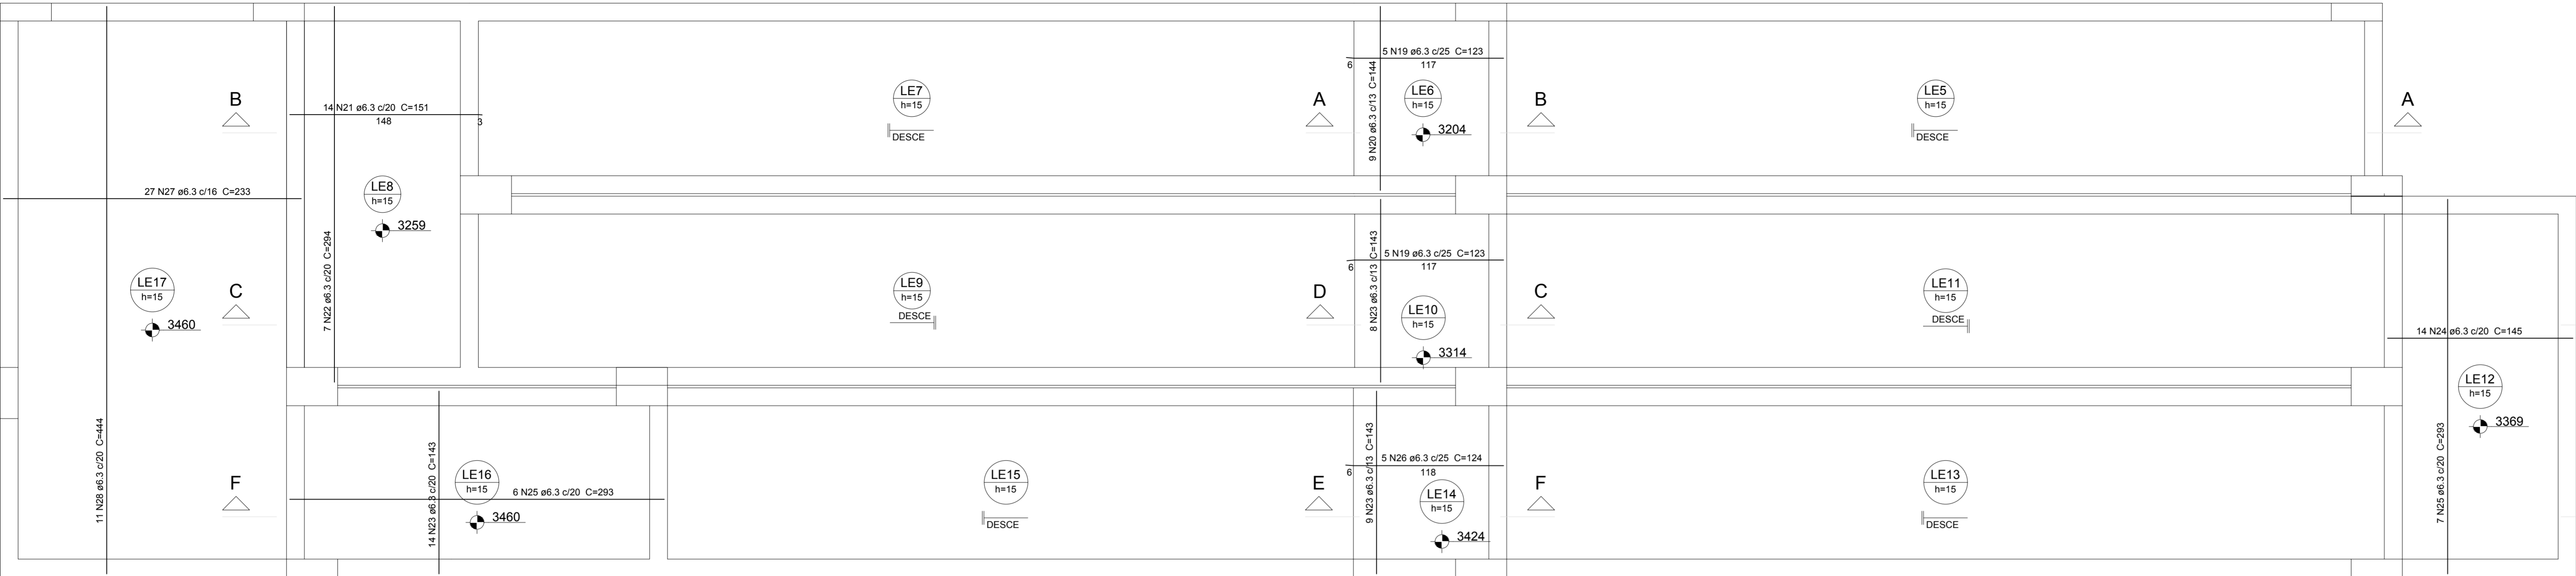 5 N19 ø6.3 c/25 C=123
6
117
9 N20 ø6.3 c/13 C=144
LE7
h=15
DESCE
LE6
h=15
3204
LE5
h=15
DESCE
B
A
B
A
14 N21 ø6.3 c/20 C=151
148
3
27 N27 ø6.3 c/16 C=233
LE8
h=15
3259
7 N22 ø6.3 c/20 C=294
LE17
h=15
3460
C
LE9
h=15
DESCE
D
8 N23 ø6.3 c/13 C=143
5 N19 ø6.3 c/25 C=123
6
117
LE10
h=15
3314
C
LE11
h=15
DESCE
14 N24 ø6.3 c/20 C=145
LE12
h=15
3369
7 N25 ø6.3 c/20 C=293
11 N28 ø6.3 c/20 C=444
F
14 N23 ø6.3 c/20 C=143
LE16
h=15
6 N25 ø6.3 c/20 C=293
3460
LE15
h=15
DESCE
E
9 N23 ø6.3 c/13 C=143
5 N26 ø6.3 c/25 C=124
6
118
LE14
h=15
3424
F
LE13
h=15
DESCE